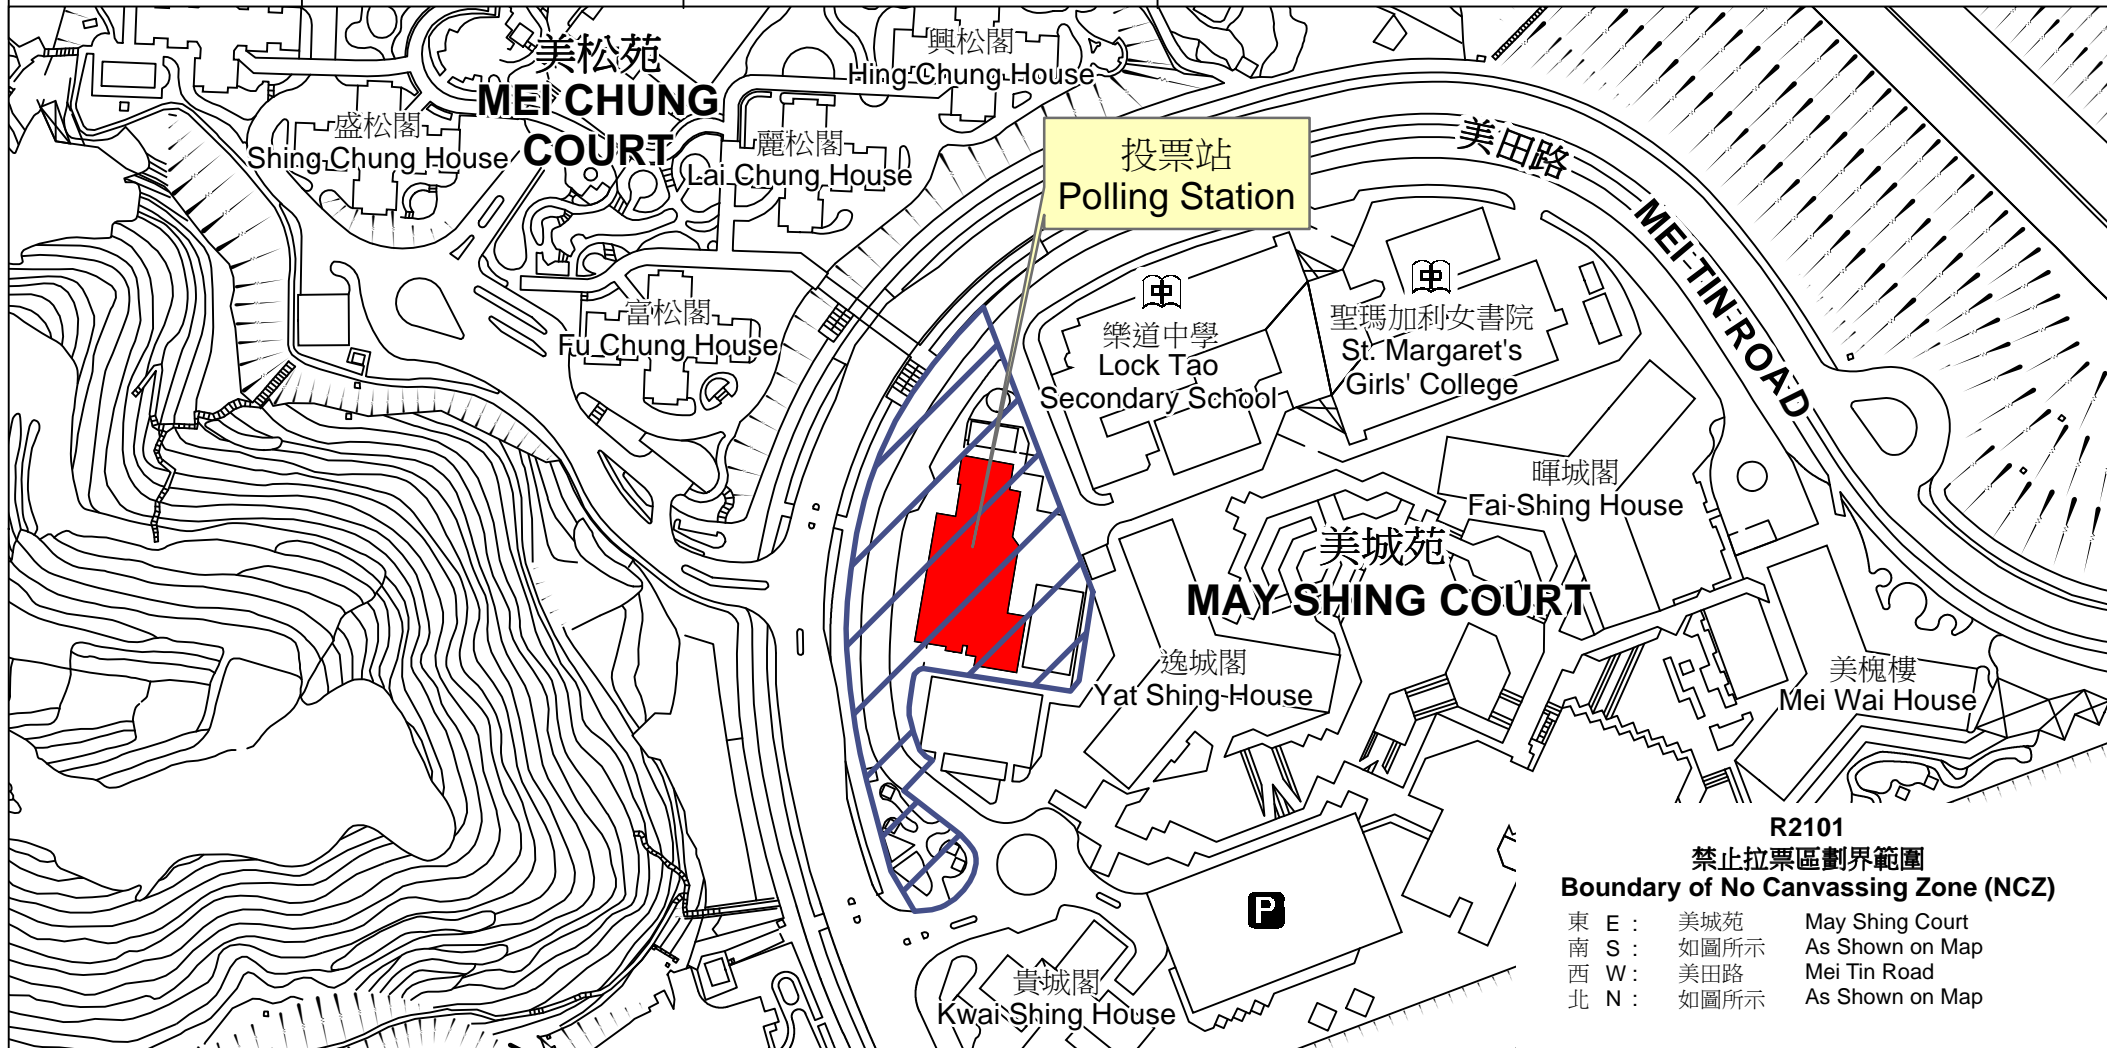 美松苑
MEI CHUNG
COURT
興松閣
Hing Chung House
盛松閣
Shing Chung House
麗松閣
Lai Chung House
投票站
Polling Station
美田路
MEI TIN ROAD
富松閣
Fu Chung House
中
樂道中學
Lock Tao
Secondary School
中
聖瑪加利女書院
St. Margaret's
Girls' College
暉城閣
Fai Shing House
美城苑
MAY SHING COURT
逸城閣
Yat Shing House
美槐樓
Mei Wai House
P
貴城閣
Kwai Shing House
R2101
禁止拉票區劃界範圍
Boundary of No Canvassing Zone (NCZ)
東 E : 美城苑 May Shing Court
南 S : 如圖所示 As Shown on Map
西 W : 美田路 Mei Tin Road
北 N : 如圖所示 As Shown on Map